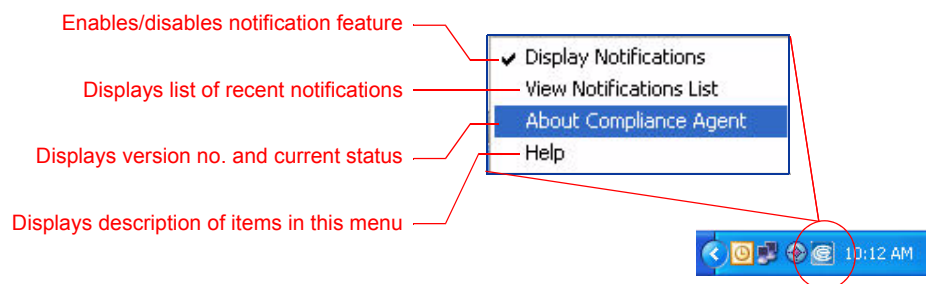 Enables/disables notification feature
Display Notifications
Displays list of recent notifications
View Notifications List
About Compliance Agent
Displays version no. and current status
Help
Displays description of items in this menu
10:12 AM